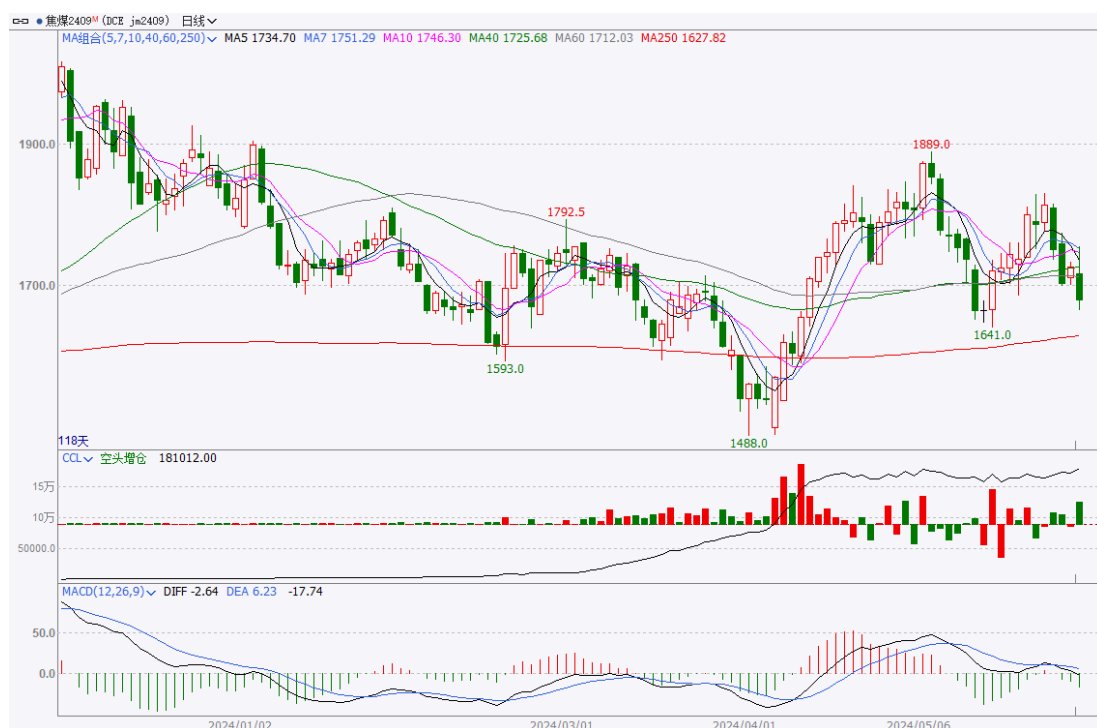 焦煤2409M (DCE jm2409) 日线
MA组合(5,7,10,40,60,250) MA5 1734.70 MA7 1751.29 MA10 1746.30 MA40 1725.68 MA60 1712.03 MA250 1627.82
1900.0
1889.0
1792.5
1700.0
1641.0
1593.0
1488.0
118天
CCL 空头增仓 181012.00
15万
10万
50000.0
MACD(12,26,9) DIFF -2.64 DEA 6.23 -17.74
50.0
0.0
2024/01/02 2024/03/01 2024/04/01 2024/05/06